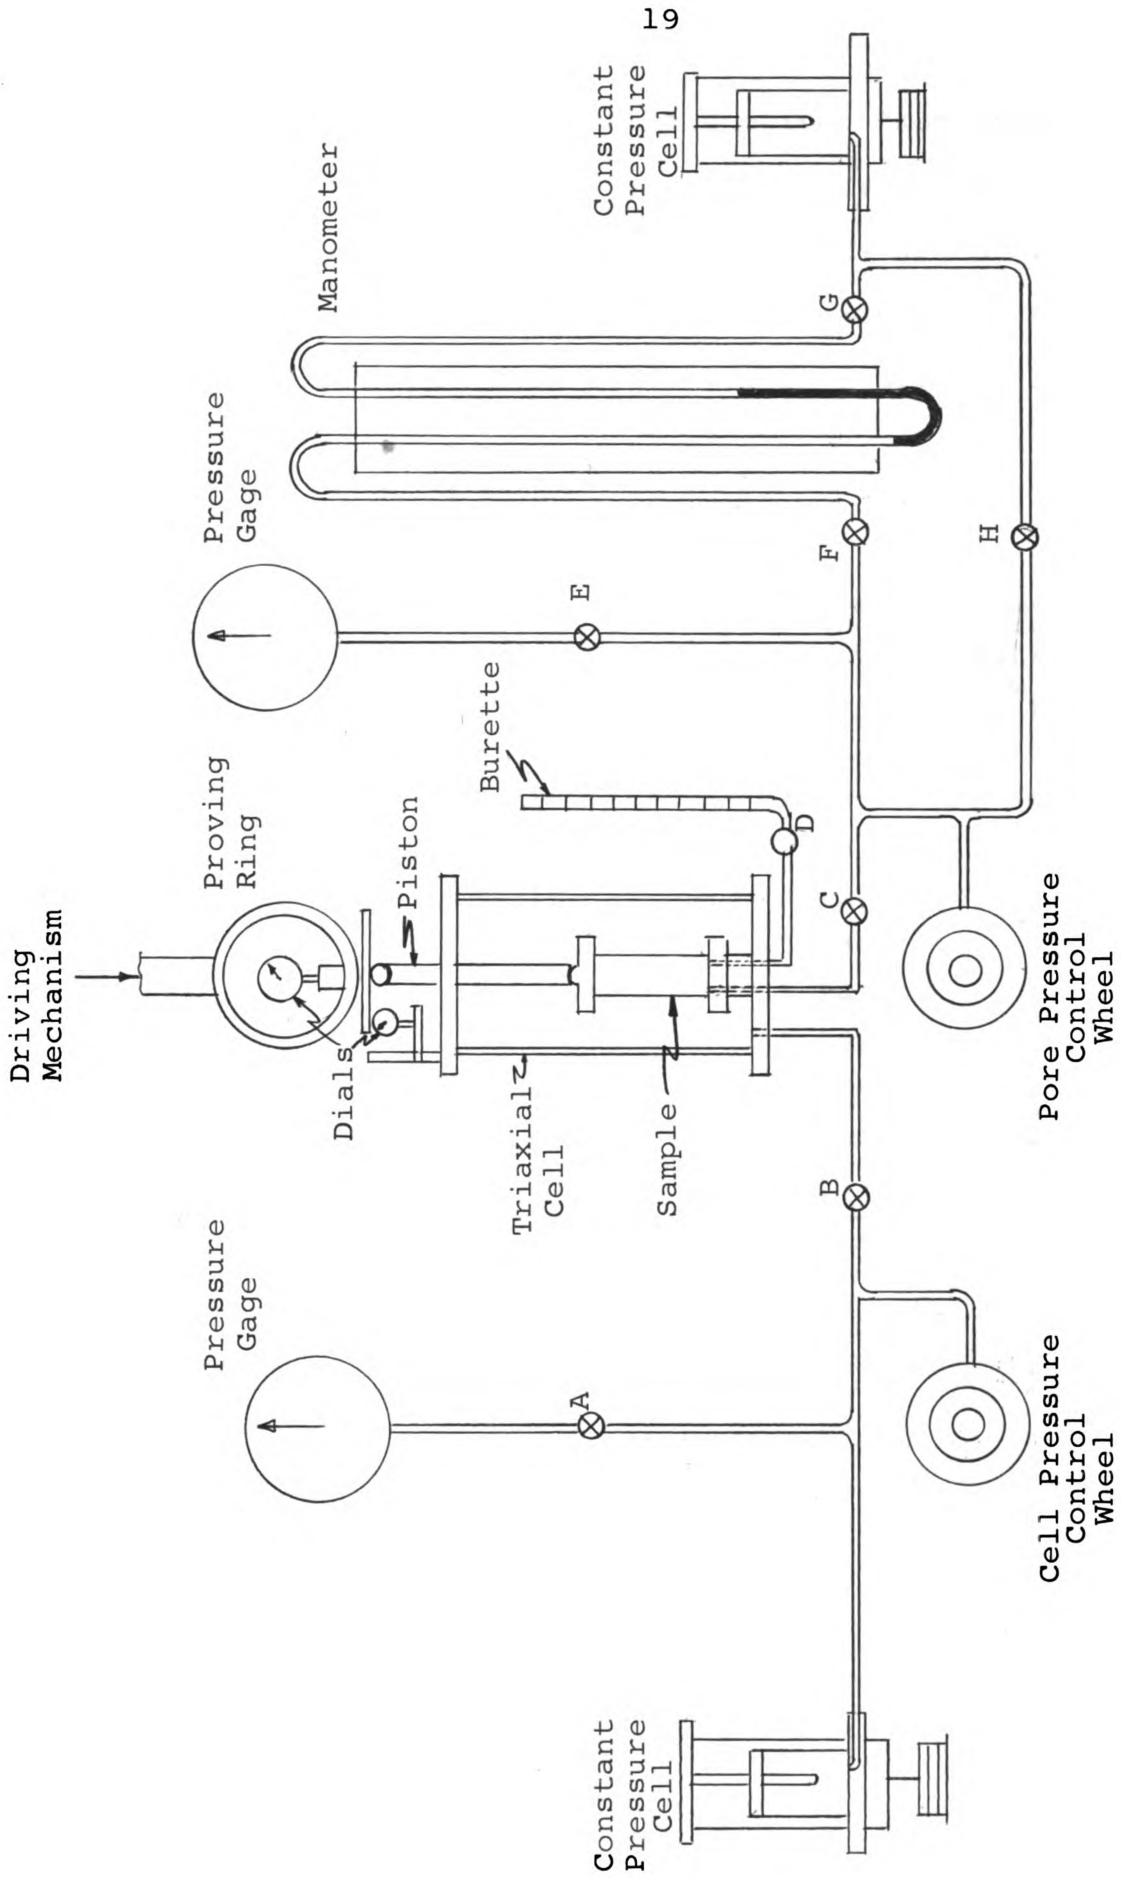 19
Driving
Mechanism
Pressure
Gage
Dials
Proving
Ring
Pressure
Gage
Manometer
Piston
Burette
Triaxial
Cell
Sample
Constant
Pressure
Cell
Constant
Pressure
Cell
A
B
C
D
E
F
G
H
Cell Pressure
Control
Wheel
Pore Pressure
Control
Wheel